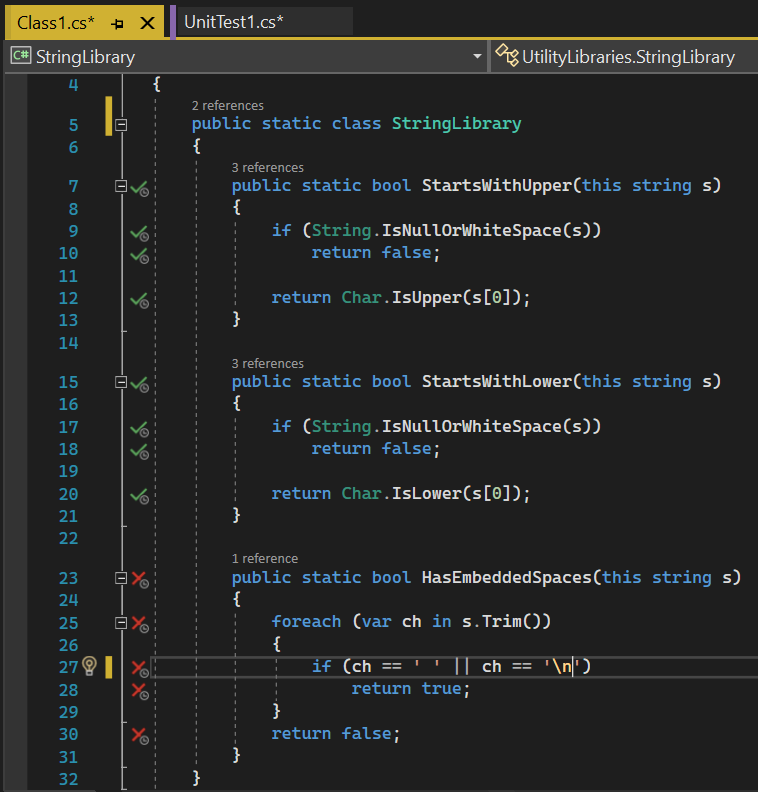 Class1.cs* UnitTest1.cs*
C# StringLibrary UtilityLibraries.StringLibrary
4 {
2 references
5 public static class StringLibrary
6 {
3 references
7 public static bool StartsWithUpper(this string s)
8 {
9 if (String.IsNullOrWhiteSpace(s))
10 return false;
11
12 return Char.IsUpper(s[0]);
13 }
14
3 references
15 public static bool StartsWithLower(this string s)
16 {
17 if (String.IsNullOrWhiteSpace(s))
18 return false;
19
20 return Char.IsLower(s[0]);
21 }
22
1 reference
23 public static bool HasEmbeddedSpaces(this string s)
24 {
25 foreach (var ch in s.Trim())
26 {
27 if (ch == ' ' || ch == '\n')
28 return true;
29 }
30 return false;
31 }
32 }